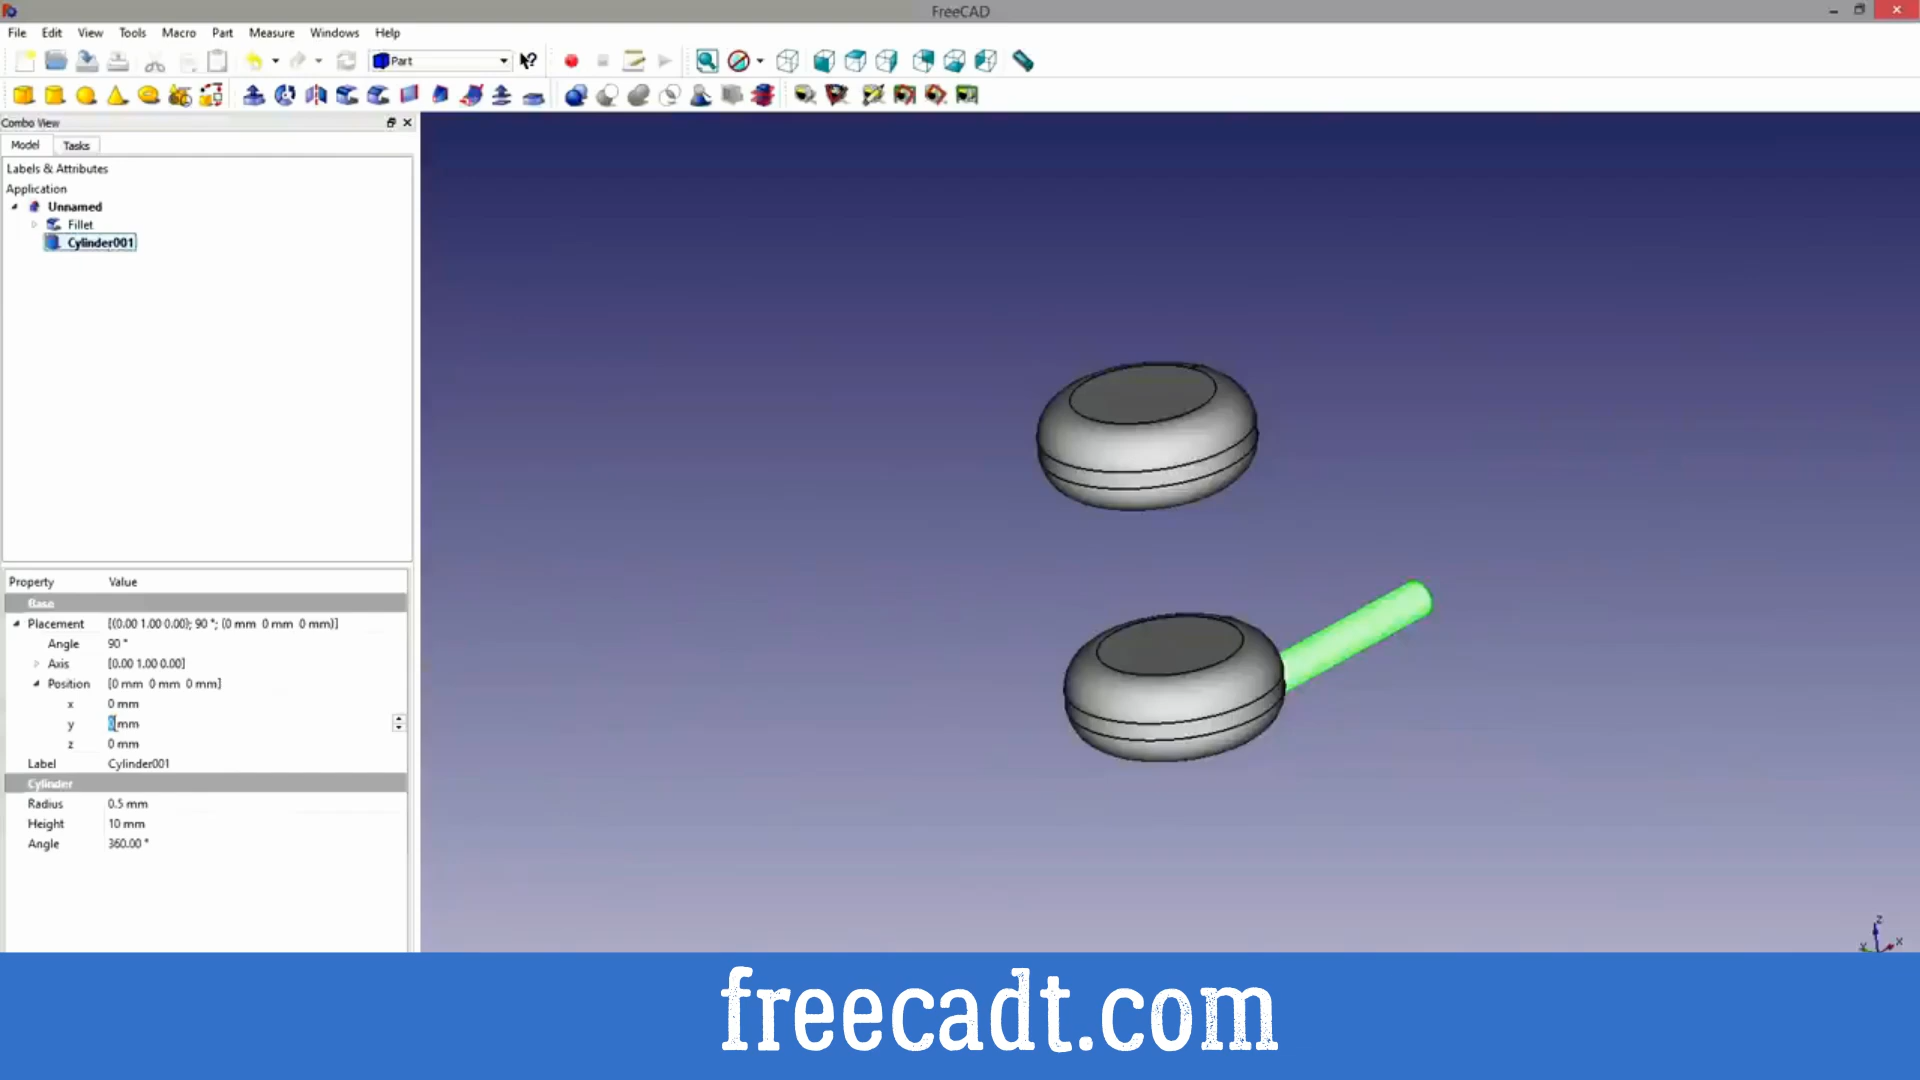 FreeCAD
File Edit View Tools Macro Part Measure Windows Help
Part
Combo View
Model Tasks
Labels & Attributes
Application
Unnamed
Fillet
Cylinder001
Property Value
Base
Placement [(0.00 1.00 0.00); 90 °; (0 mm 0 mm 0 mm)]
Angle 90 °
Axis [0.00 1.00 0.00]
Position [0 mm 0 mm 0 mm]
x 0 mm
y 0 mm
z 0 mm
Label Cylinder001
Cylinder
Radius 0.5 mm
Height 10 mm
Angle 360.00 °
z
x
y
freecadt.com